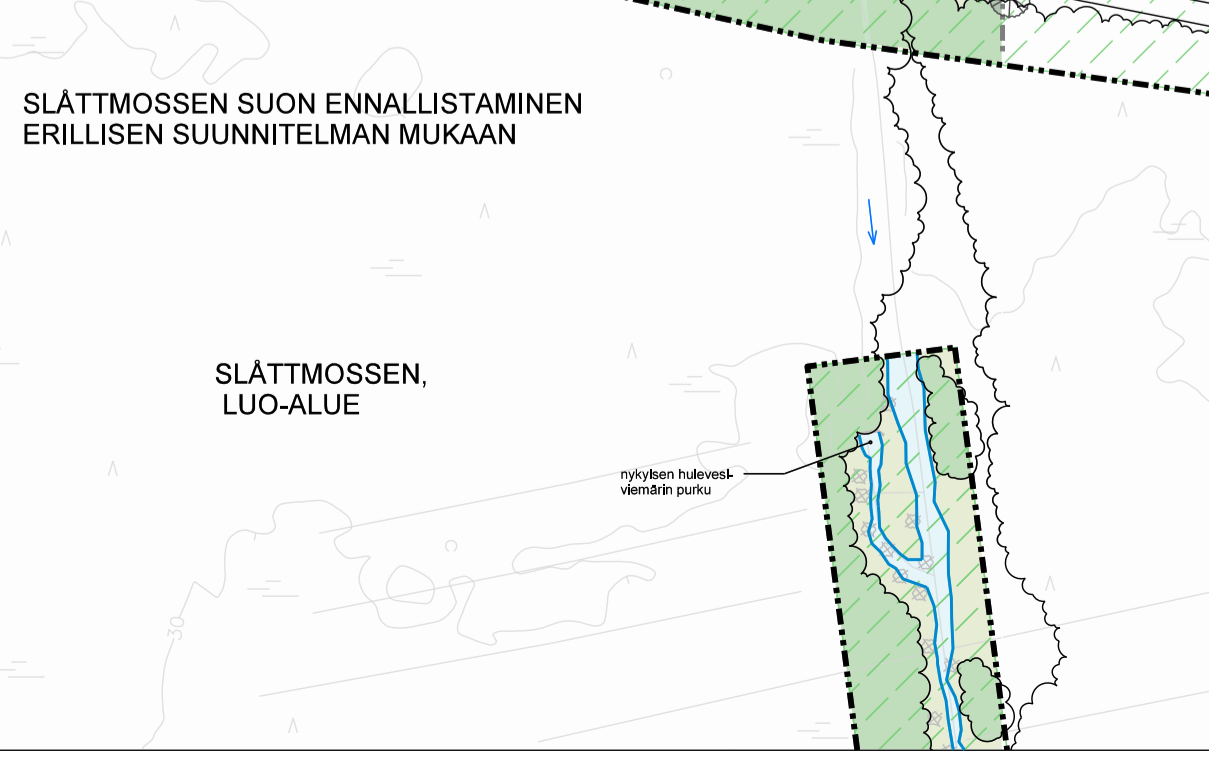 SLÅTTMOSSEN SUON ENNALLISTAMINEN
ERILLISEN SUUNNITELMAN MUKAAN
SLÅTTMOSSEN,
LUO-ALUE
nykyisen hulevesi-
viemärin purku
30